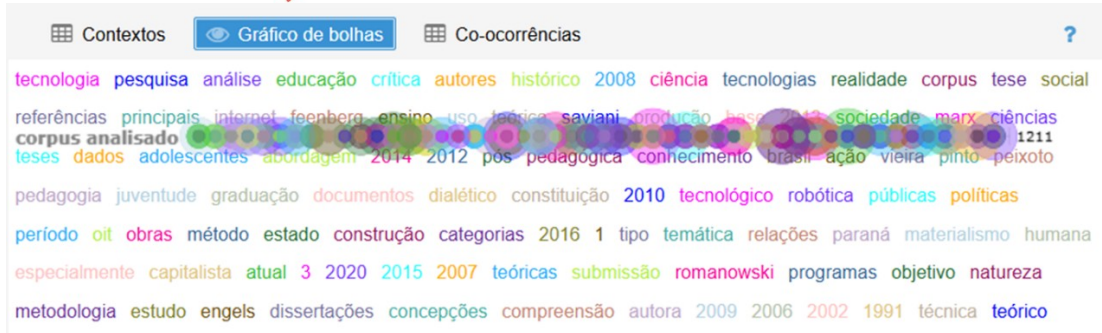 Contextos Gráfico de bolhas Co-ocorrências ?
tecnologia pesquisa análise educação crítica autores histórico 2008 ciência tecnologias realidade corpus tese social
referências principais internet feenberg ensino uso teórico saviani produção 2013 sociedade marx ciências
corpus analisado 1211
teses dados adolescentes abordagem 2014 2012 pós pedagógica conhecimento brasil ação vieira pinto peixoto
pedagogia juventude graduação documentos dialético constituição 2010 tecnológico robótica públicas políticas
período oit obras método estado construção categorias 2016 1 tipo temática relações paraná materialismo humana
especialmente capitalista atual 3 2020 2015 2007 teóricas submissão romanowski programas objetivo natureza
metodologia estudo engels dissertações concepções compreensão autora 2009 2006 2002 1991 técnica teórico